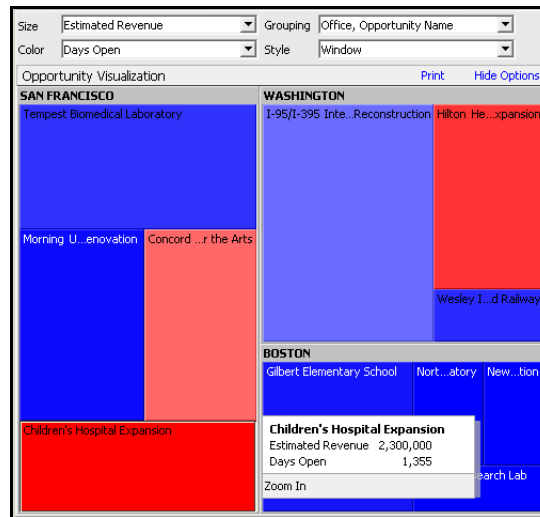 Size Estimated Revenue Grouping Office, Opportunity Name
Color Days Open Style Window
Opportunity Visualization Print Hide Options
SAN FRANCISCO
Tempest Biomedical Laboratory
Morning U...enovation
Concord ...r the Arts
Children's Hospital Expansion
WASHINGTON
I-95/I-395 Inte...Reconstruction
Hilton He...xpansion
Wesley I...d Railway
BOSTON
Gilbert Elementary School
Nort...atory
New...tion
Children's Hospital Expansion
Estimated Revenue 2,300,000
Days Open 1,355
Zoom In
earch Lab